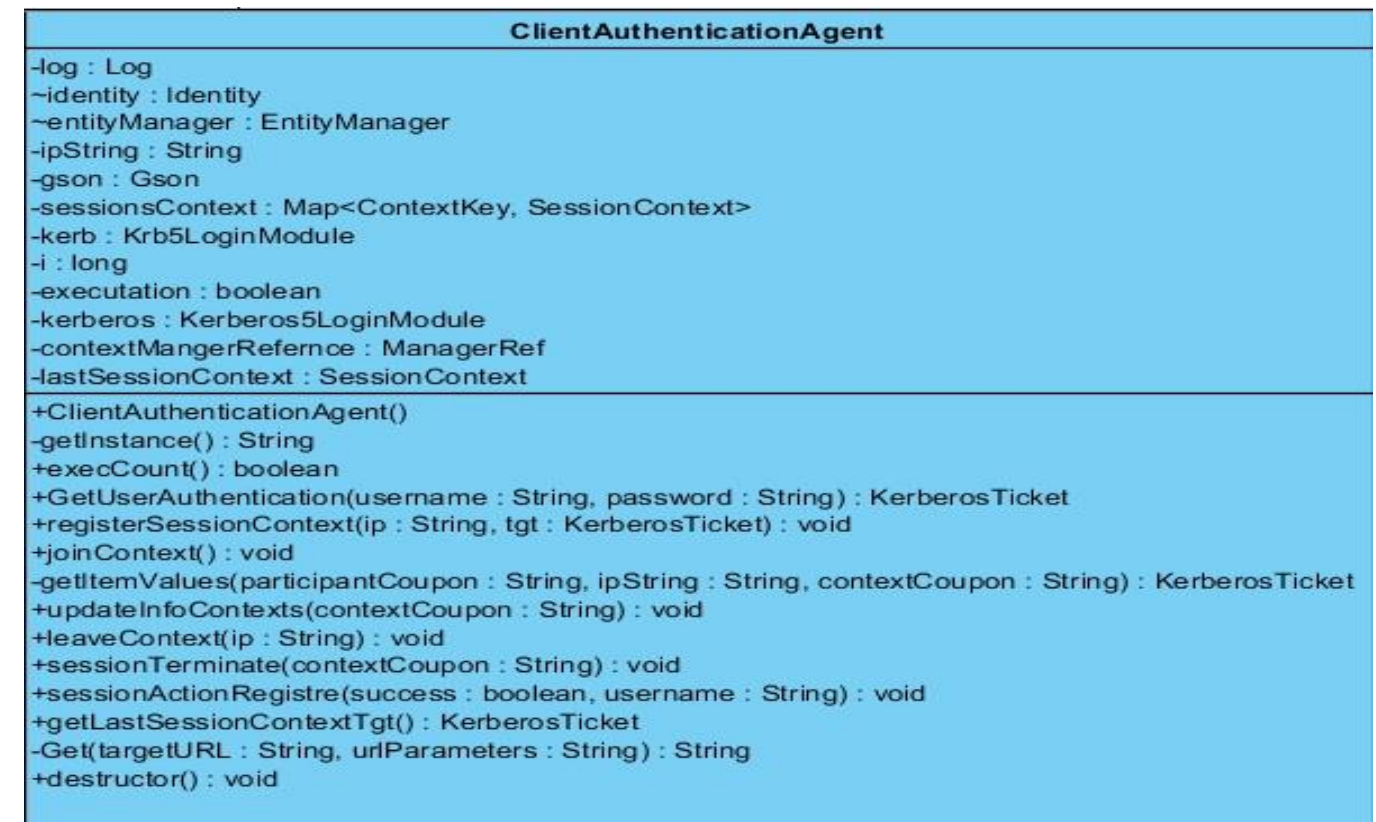 ClientAuthenticationAgent
-log : Log
~identity : Identity
~entityManager : EntityManager
-ipString : String
-gson : Gson
-sessionsContext : Map<ContextKey, SessionContext>
-kerb : Krb5LoginModule
-i : long
-executation : boolean
-kerberos : Kerberos5LoginModule
-contextMangerRefernce : ManagerRef
-lastSessionContext : SessionContext
+ClientAuthenticationAgent()
-getInstance() : String
+execCount() : boolean
+GetUserAuthentication(username : String, password : String) : KerberosTicket
+registerSessionContext(ip : String, tgt : KerberosTicket) : void
+joinContext() : void
-getItemValues(participantCoupon : String, ipString : String, contextCoupon : String) : KerberosTicket
+updateInfoContexts(contextCoupon : String) : void
+leaveContext(ip : String) : void
+sessionTerminate(contextCoupon : String) : void
+sessionActionRegistre(success : boolean, username : String) : void
+getLastSessionContextTgt() : KerberosTicket
-Get(targetURL : String, urlParameters : String) : String
+destructor() : void